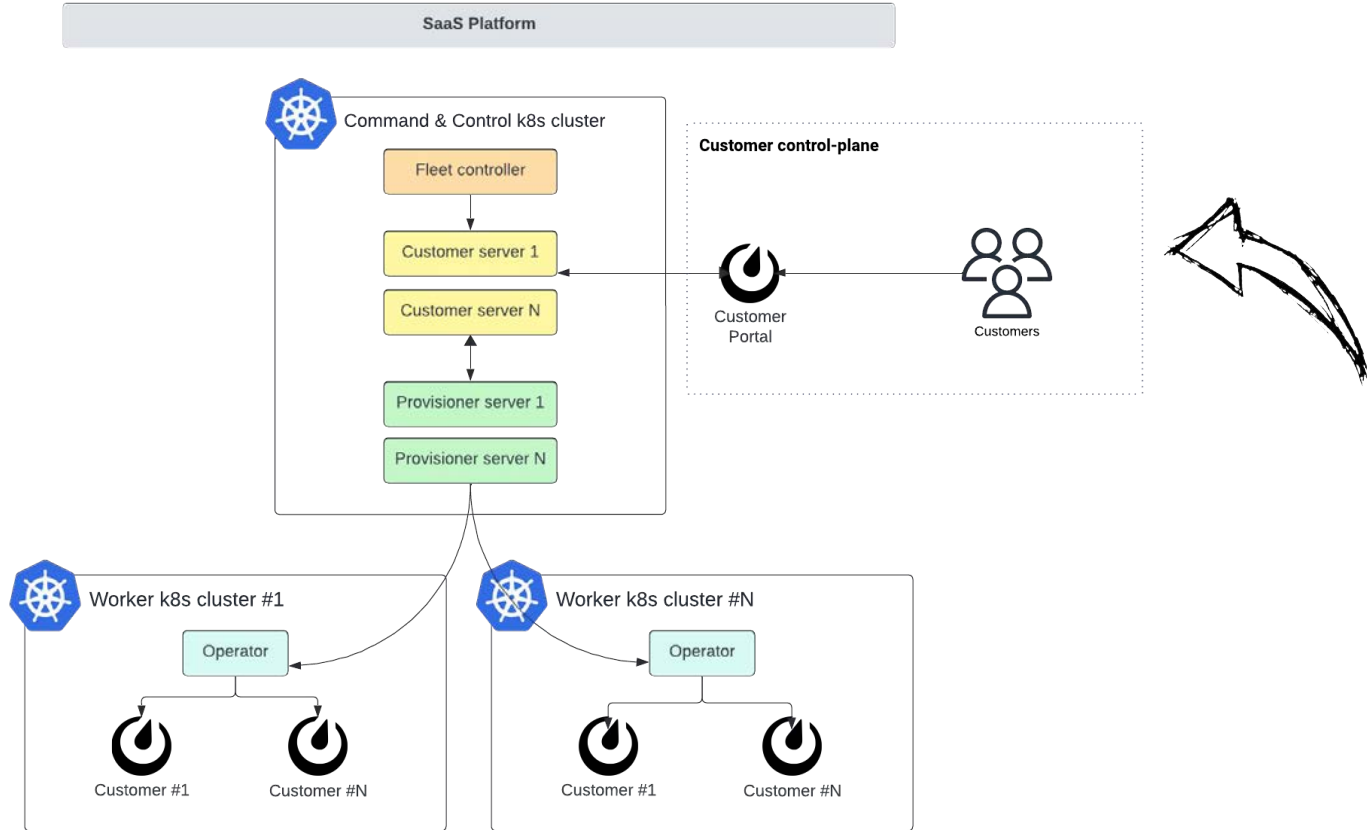 SaaS Platform
Command & Control k8s cluster
Fleet controller
Customer server 1
Customer server N
Provisioner server 1
Provisioner server N
Customer control-plane
Customer
Portal
Customers
Worker k8s cluster #1
Operator
Customer #1
Customer #N
Worker k8s cluster #N
Operator
Customer #1
Customer #N